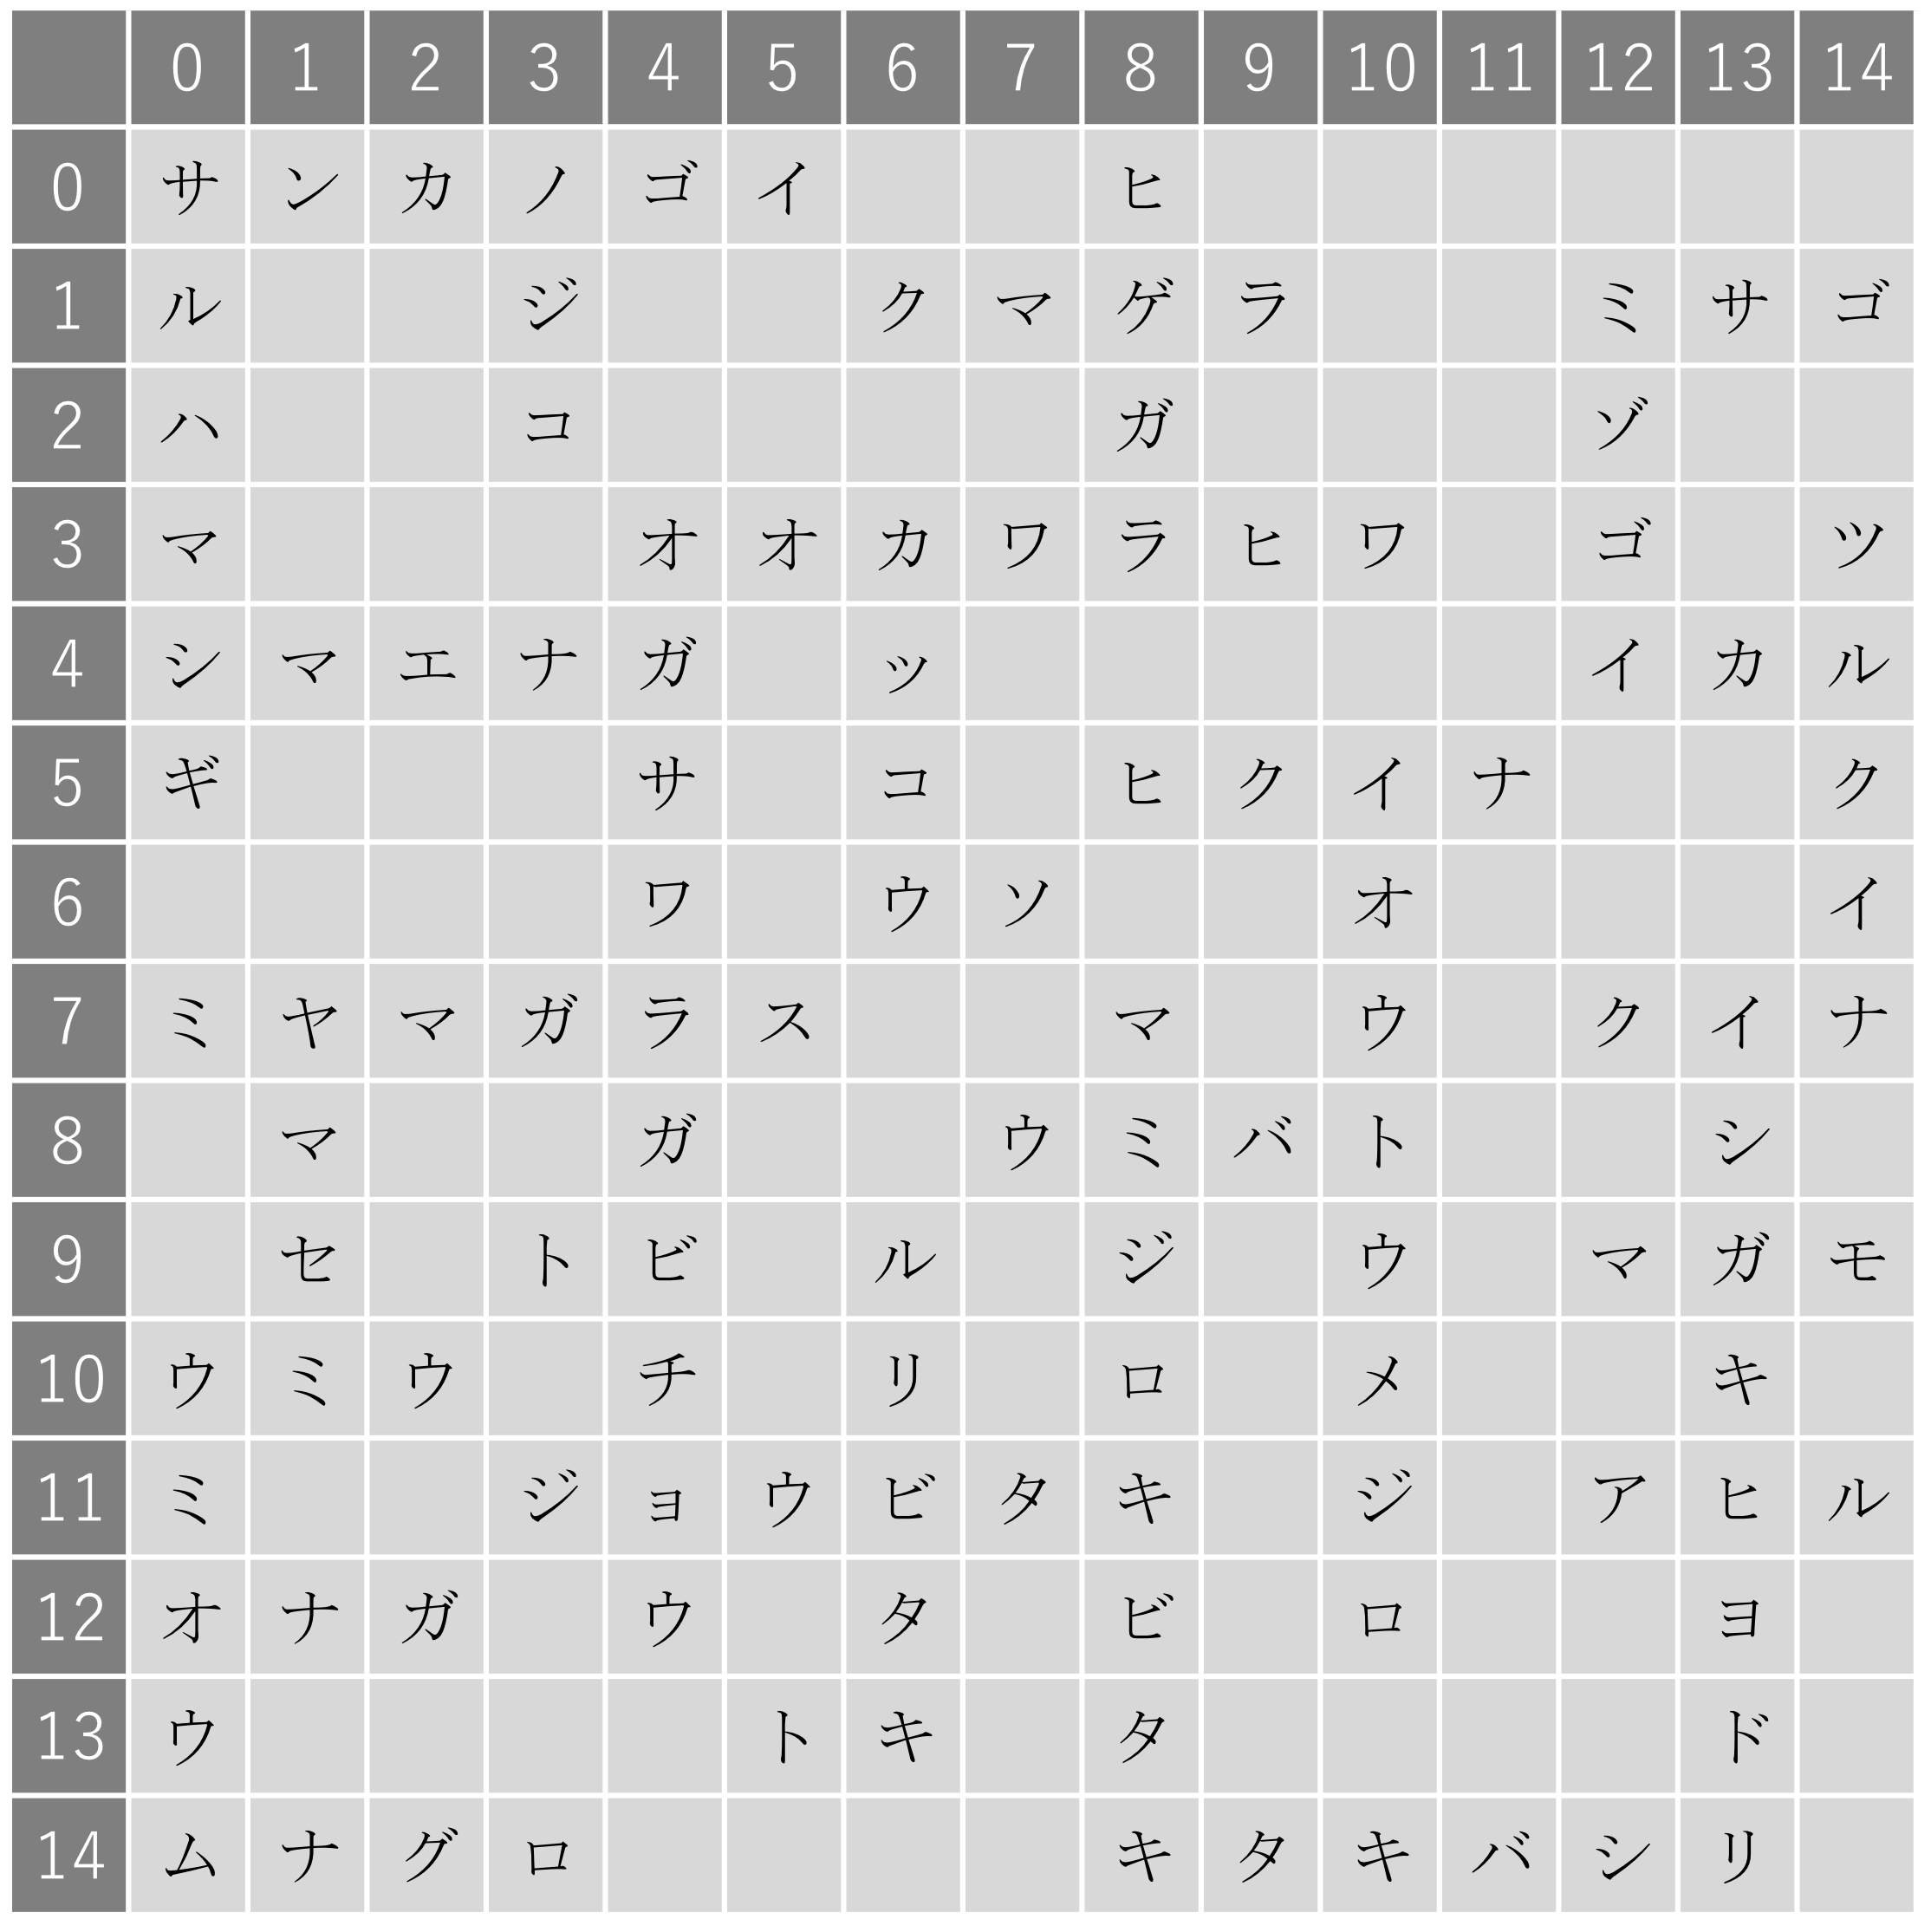 0 1 2 3 4 5 6 7 8 9 10 11 12 13 14
0 サ ン カ ノ ゴ イ ヒ
1 ル ジ ク マ ゲ ラ ミ サ ゴ
2 ハ コ ガ ゾ
3 マ オ オ カ ワ ラ ヒ ワ ゴ ツ
4 シ マ エ ナ ガ ッ イ カ ル
5 ギ サ コ ヒ ク イ ナ ク
6 ワ ウ ソ オ イ
7 ミ ヤ マ ガ ラ ス マ ウ ク イ ナ
8 マ ガ ウ ミ バ ト シ
9 セ ト ビ ル ジ ワ マ ガ モ
10 ウ ミ ウ チ リ ロ メ キ
11 ミ ジ ョ ウ ビ タ キ ジ ア ヒ ル
12 オ ナ ガ ウ タ ビ ロ ヨ
13 ウ ト キ タ ド
14 ム ナ グ ロ キ タ キ バ シ リ